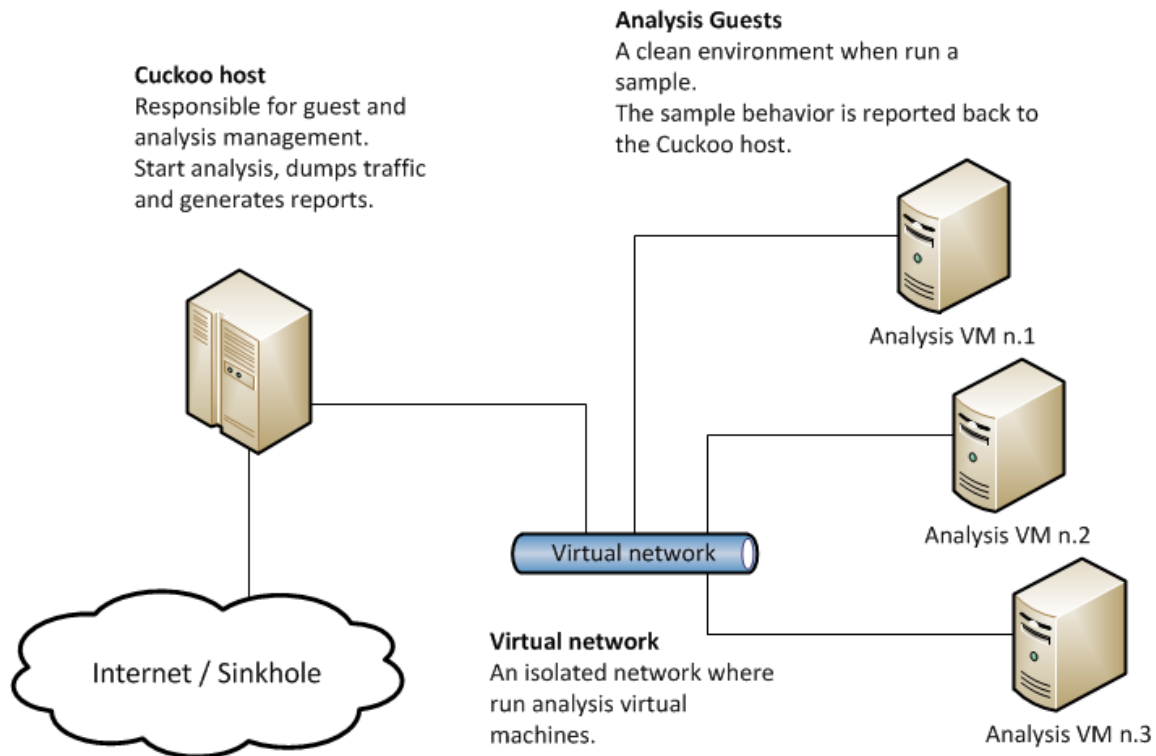 Cuckoo host
Responsible for guest and
analysis management.
Start analysis, dumps traffic
and generates reports.
Analysis Guests
A clean environment when run a
sample.
The sample behavior is reported back to
the Cuckoo host.
Analysis VM n.1
Analysis VM n.2
Virtual network
Virtual network
An isolated network where
run analysis virtual
machines.
Internet / Sinkhole
Analysis VM n.3